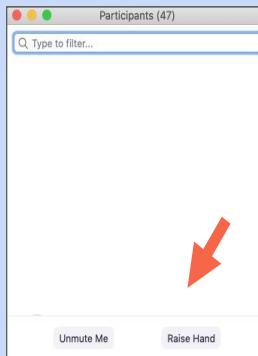 Participants (47)
Type to filter...
Unmute Me Raise Hand